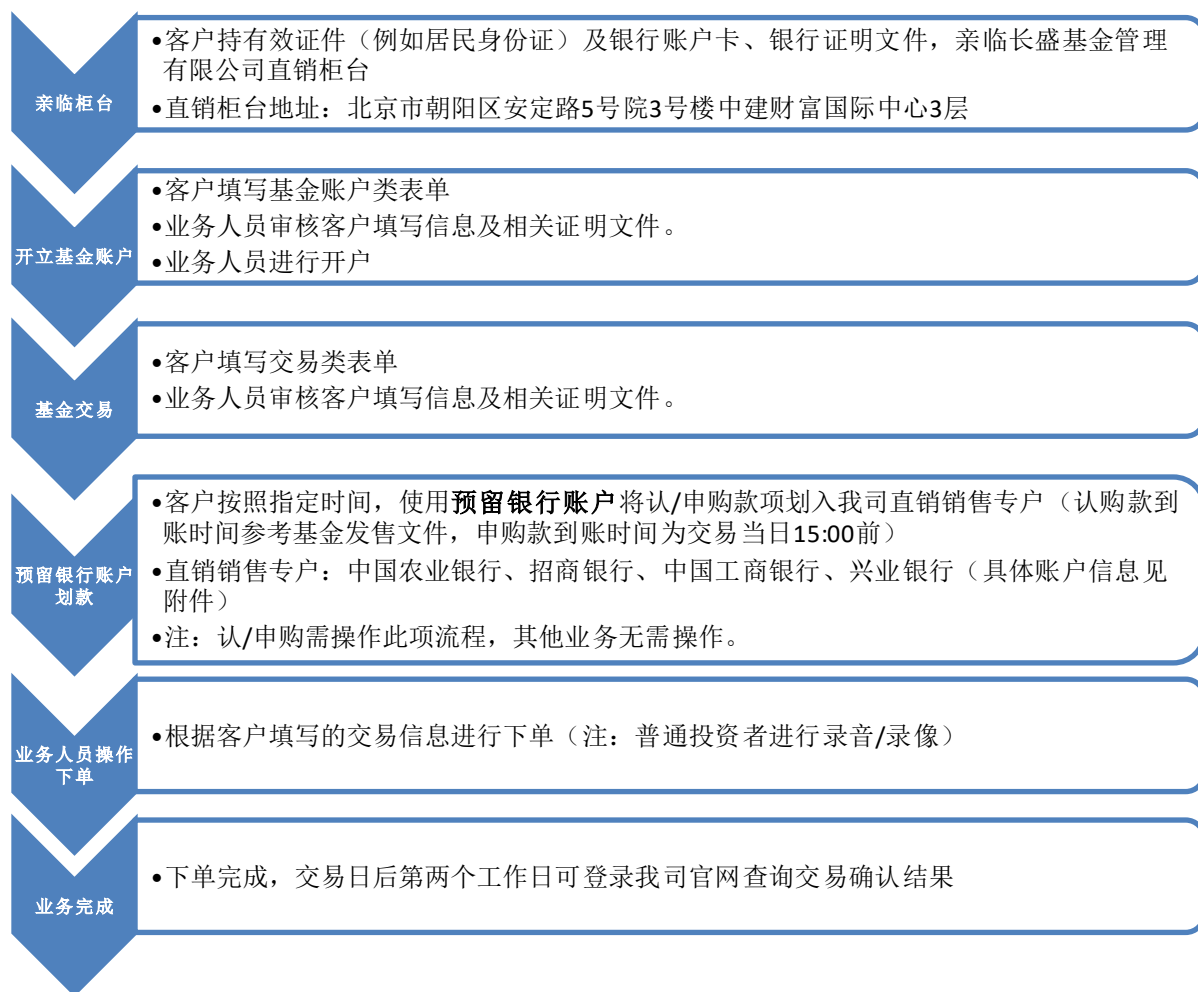 亲临柜台
•客户持有效证件（例如居民身份证）及银行账户卡、银行证明文件，亲临长盛基金管理
有限公司直销柜台
•直销柜台地址：北京市朝阳区安定路5号院3号楼中建财富国际中心3层
开立基金账户
•客户填写基金账户类表单
•业务人员审核客户填写信息及相关证明文件。
•业务人员进行开户
基金交易
•客户填写交易类表单
•业务人员审核客户填写信息及相关证明文件。
预留银行账户
划款
•客户按照指定时间，使用预留银行账户将认/申购款项划入我司直销销售专户（认购款到
账时间参考基金发售文件，申购款到账时间为交易当日15:00前）
•直销销售专户：中国农业银行、招商银行、中国工商银行、兴业银行（具体账户信息见
附件）
•注：认/申购需操作此项流程，其他业务无需操作。
业务人员操作
下单
•根据客户填写的交易信息进行下单（注：普通投资者进行录音/录像）
业务完成
•下单完成，交易日后第两个工作日可登录我司官网查询交易确认结果